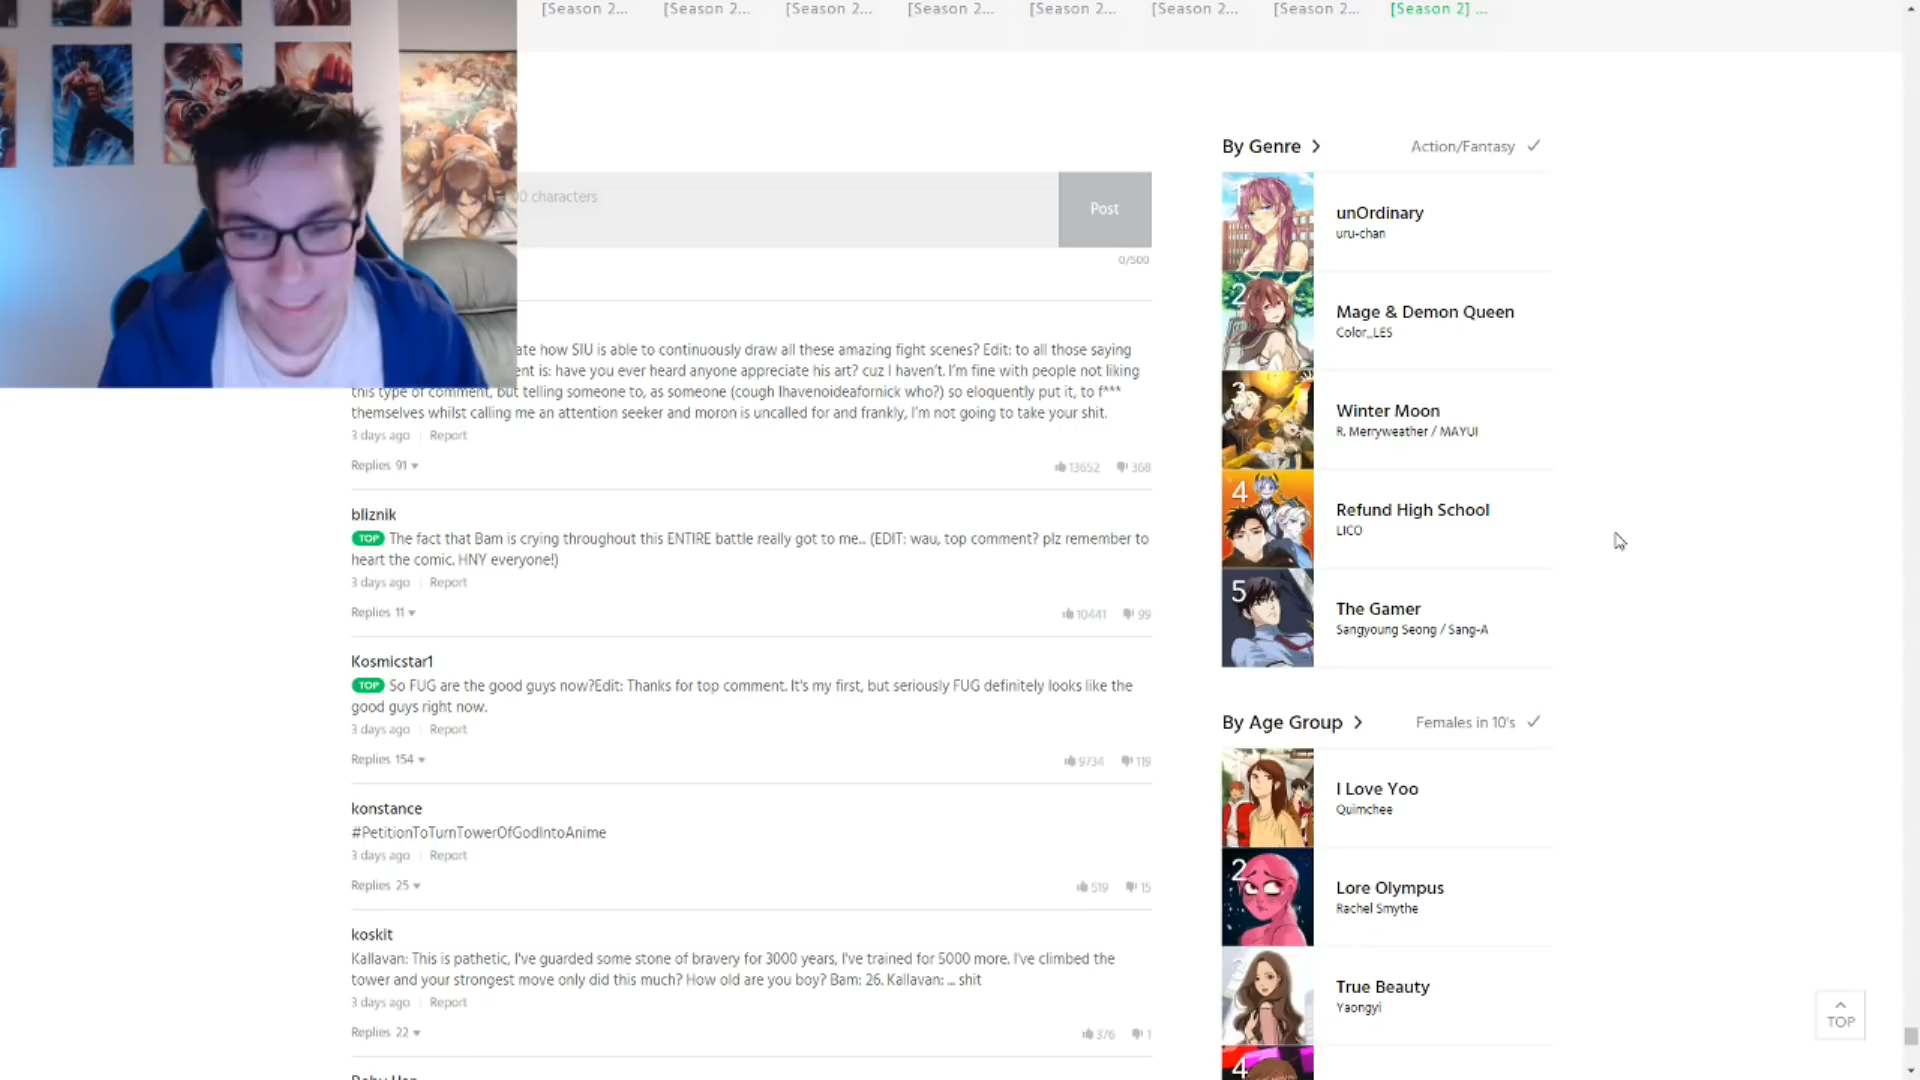 [Season 2... [Season 2... [Season 2... [Season 2... [Season 2... [Season 2... [Season 2... [Season 2] ...
By Genre > Action/Fantasy
characters
Post
0/500
1
unOrdinary
uru-chan
2
Mage & Demon Queen
Color_LES
3
Winter Moon
R. Merryweather / MAYUI
4
Refund High School
LICO
5
The Gamer
Sangyoung Seong / Sang-A
ate how SIU is able to continuously draw all these amazing fight scenes? Edit: to all those saying
ent is: have you ever heard anyone appreciate his art? cuz I haven't. I'm fine with people not liking
this type of comment, but telling someone to, as someone (cough Ihavenoideafornick who?) so eloquently put it, to f***
themselves whilst calling me an attention seeker and moron is uncalled for and frankly, I'm not going to take your shit.
3 days ago | Report
Replies 91 13652 368
bliznik
TOP The fact that Bam is crying throughout this ENTIRE battle really got to me... (EDIT: wau, top comment? plz remember to
heart the comic. HNY everyone!)
3 days ago | Report
Replies 11 10441 99
Kosmicstar1
TOP So FUG are the good guys now?Edit: Thanks for top comment. It's my first, but seriously FUG definitely looks like the
good guys right now.
3 days ago | Report
Replies 154 9734 119
konstance
#PetitionToTurnTowerOfGodIntoAnime
3 days ago | Report
Replies 25 519 15
koskit
Kallavan: This is pathetic, I've guarded some stone of bravery for 3000 years, I've trained for 5000 more. I've climbed the
tower and your strongest move only did this much? How old are you boy? Bam: 26. Kallavan: ... shit
3 days ago | Report
Replies 22 376 1
By Age Group > Females in 10's
I Love Yoo
Quimchee
2
Lore Olympus
Rachel Smythe
True Beauty
Yaongyi
4
TOP